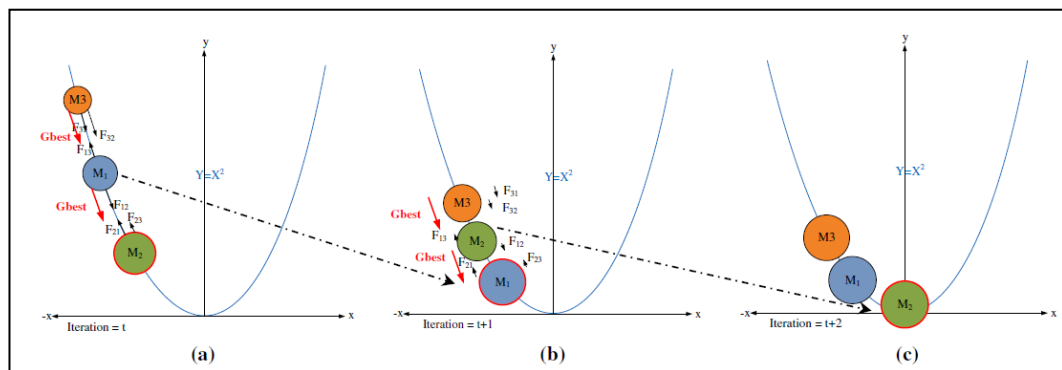 y
M3
F31
F32
Gbest
F13
M1
Y=X²
Gbest
F12
F23
F21
M2
-x
x
Iteration = t
(a)
y
Y=X²
M3
F31
F32
Gbest
F13
M2
F12
Gbest
F21
F23
M1
-x
x
Iteration = t+1
(b)
y
Y=X²
M3
M1
M2
-x
x
Iteration = t+2
(c)